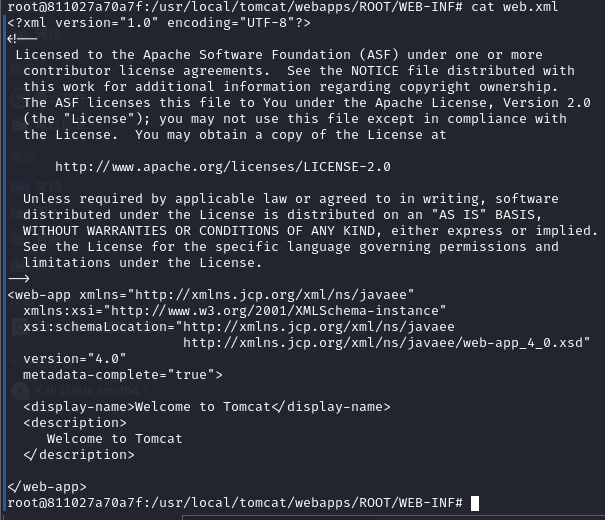 root@811027a70a7f:/usr/local/tomcat/webapps/ROOT/WEB-INF# cat web.xml
<?xml version="1.0" encoding="UTF-8"?>
<!--
 Licensed to the Apache Software Foundation (ASF) under one or more
  contributor license agreements.  See the NOTICE file distributed with
  this work for additional information regarding copyright ownership.
  The ASF licenses this file to You under the Apache License, Version 2.0
  (the "License"); you may not use this file except in compliance with
  the License.  You may obtain a copy of the License at

      http://www.apache.org/licenses/LICENSE-2.0

  Unless required by applicable law or agreed to in writing, software
  distributed under the License is distributed on an "AS IS" BASIS,
  WITHOUT WARRANTIES OR CONDITIONS OF ANY KIND, either express or implied.
  See the License for the specific language governing permissions and
  limitations under the License.
-->
<web-app xmlns="http://xmlns.jcp.org/xml/ns/javaee"
  xmlns:xsi="http://www.w3.org/2001/XMLSchema-instance"
  xsi:schemaLocation="http://xmlns.jcp.org/xml/ns/javaee
                      http://xmlns.jcp.org/xml/ns/javaee/web-app_4_0.xsd"
  version="4.0"
  metadata-complete="true">

  <display-name>Welcome to Tomcat</display-name>
  <description>
     Welcome to Tomcat
  </description>

</web-app>
root@811027a70a7f:/usr/local/tomcat/webapps/ROOT/WEB-INF#